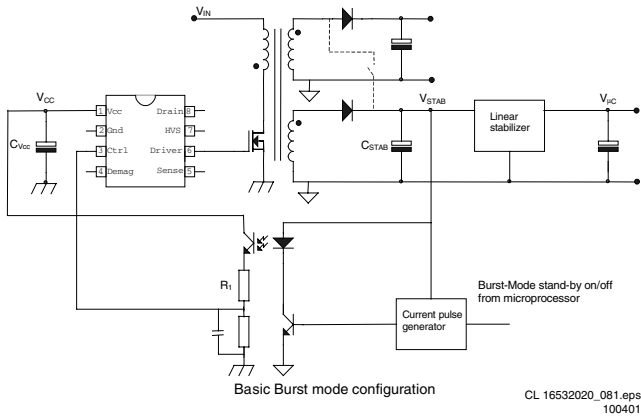 VIN
VCC
VSTAB
VμC
1 Vcc Drain 8
2 Gnd HVS 7
3 Ctrl Driver 6
4 Demag Sense 5
CVcc
CSTAB
Linear
stabilizer
R1
Burst-Mode stand-by on/off
from microprocessor
Current pulse
generator
Basic Burst mode configuration
CL 16532020_081.eps
100401